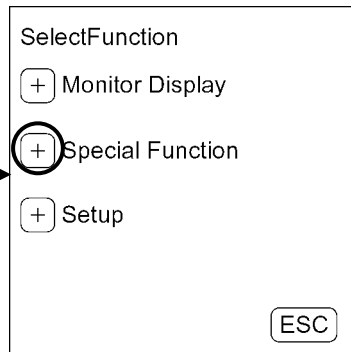 SelectFunction
+ Monitor Display
+ Special Function
+ Setup
ESC